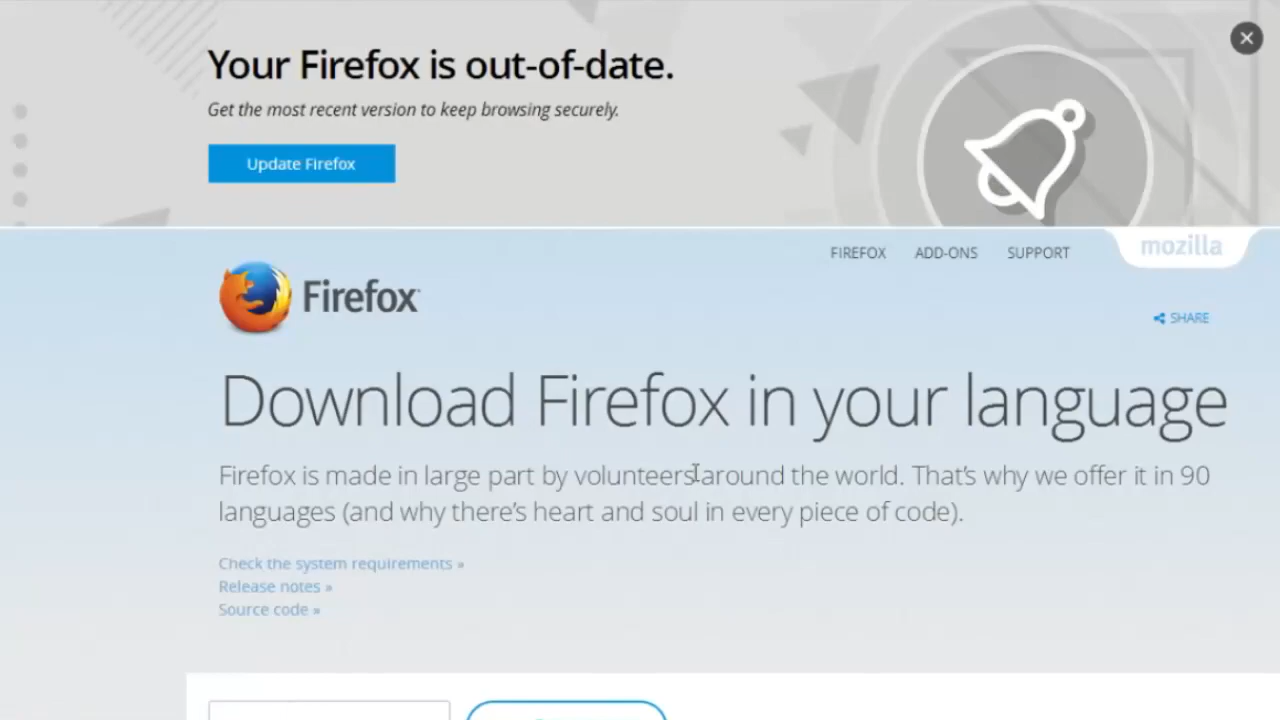 Your Firefox is out-of-date.
Get the most recent version to keep browsing securely.
Update Firefox
FIREFOX ADD-ONS SUPPORT mozilla
Firefox
SHARE
Download Firefox in your language
Firefox is made in large part by volunteers around the world. That's why we offer it in 90
languages (and why there's heart and soul in every piece of code).
Check the system requirements »
Release notes »
Source code »